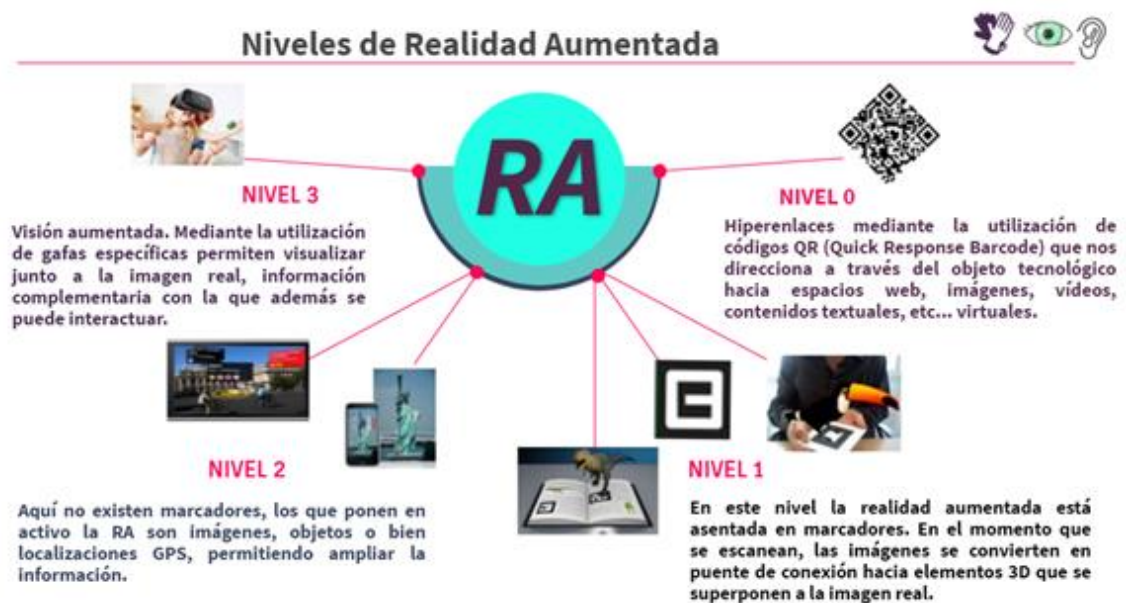 Niveles de Realidad Aumentada
RA
NIVEL 3
Visión aumentada. Mediante la utilización
de gafas específicas permiten visualizar
junto a la imagen real, información
complementaria con la que además se
puede interactuar.
NIVEL 0
Hiperenlaces mediante la utilización de
códigos QR (Quick Response Barcode) que nos
direcciona a través del objeto tecnológico
hacia espacios web, imágenes, vídeos,
contenidos textuales, etc... virtuales.
NIVEL 2
Aquí no existen marcadores, los que ponen en
activo la RA son imágenes, objetos o bien
localizaciones GPS, permitiendo ampliar la
información.
NIVEL 1
En este nivel la realidad aumentada está
asentada en marcadores. En el momento que
se escanean, las imágenes se convierten en
puente de conexión hacia elementos 3D que se
superponen a la imagen real.